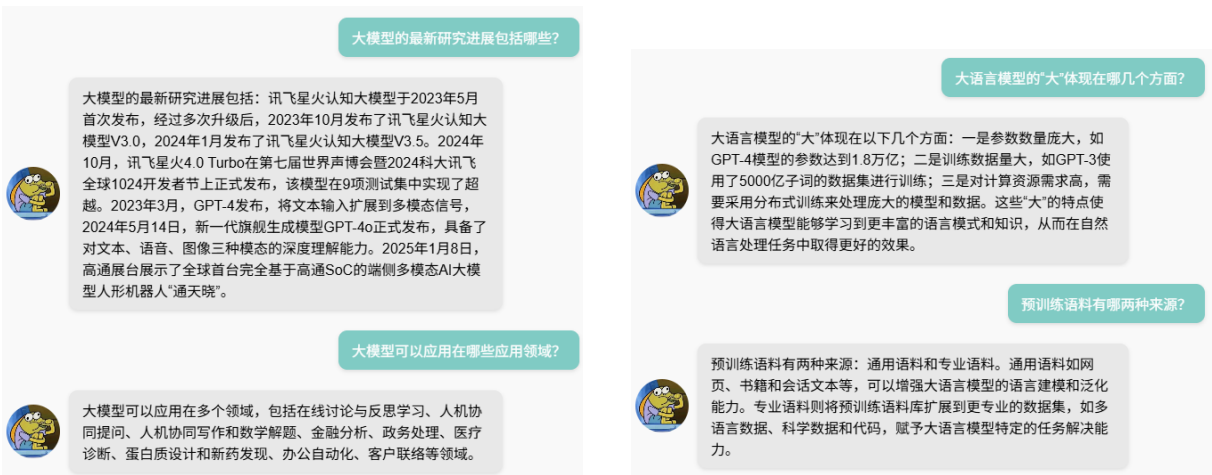 大模型的最新研究进展包括哪些？
大模型的最新研究进展包括：讯飞星火认知大模型于2023年5月
首次发布，经过多次升级后，2023年10月发布了讯飞星火认知大
模型V3.0，2024年1月发布了讯飞星火认知大模型V3.5。2024年
10月，讯飞星火4.0 Turbo在第七届世界声博会暨2024科大讯飞
全球1024开发者节上正式发布，该模型在9项测试集中实现了超
越。2023年3月，GPT-4发布，将文本输入扩展到多模态信号，
2024年5月14日，新一代旗舰生成模型GPT-4o正式发布，具备了
对文本、语音、图像三种模态的深度理解能力。2025年1月8日，
高通展台展示了全球首台完全基于高通SoC的端侧多模态AI大模
型人形机器人“通天晓”。
大模型可以应用在哪些应用领域？
大模型可以应用在多个领域，包括在线讨论与反思学习、人机协
同提问、人机协同写作和数学解题、金融分析、政务处理、医疗
诊断、蛋白质设计和新药发现、办公自动化、客户联络等领域。
大语言模型的“大”体现在哪几个方面？
大语言模型的“大”体现在以下几个方面：一是参数数量庞大，如
GPT-4模型的参数达到1.8万亿；二是训练数据量大，如GPT-3使
用了5000亿子词的数据集进行训练；三是对计算资源需求高，需
要采用分布式训练来处理庞大的模型和数据。这些“大”的特点使
得大语言模型能够学习到更丰富的语言模式和知识，从而在自然
语言处理任务中取得更好的效果。
预训练语料有哪两种来源？
预训练语料有两种来源：通用语料和专业语料。通用语料如网
页、书籍和会话文本等，可以增强大语言模型的语言建模和泛化
能力。专业语料则将预训练语料库扩展到更专业的数据集，如多
语言数据、科学数据和代码，赋予大语言模型特定的任务解决能
力。